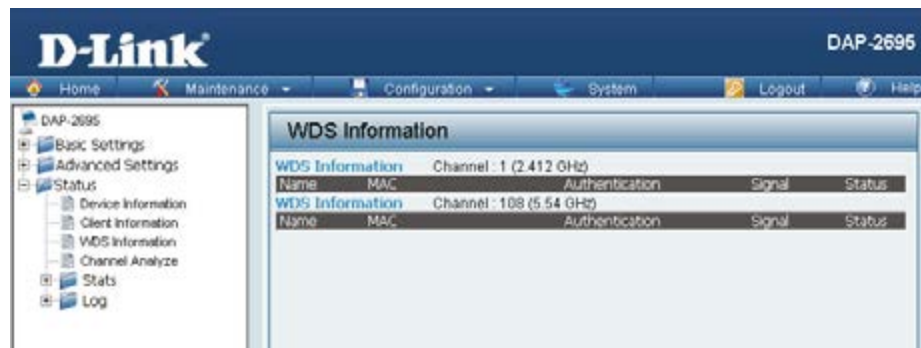 D-Link
DAP-2695
Home Maintenance Configuration System Logout Help
DAP-2695
Basic Settings
Advanced Settings
Status
Device Information
Client Information
WDS Information
Channel Analyze
Stats
Log
WDS Information
WDS Information Channel : 1 (2.412 GHz)
Name MAC Authentication Signal Status
WDS Information Channel : 108 (5.54 GHz)
Name MAC Authentication Signal Status